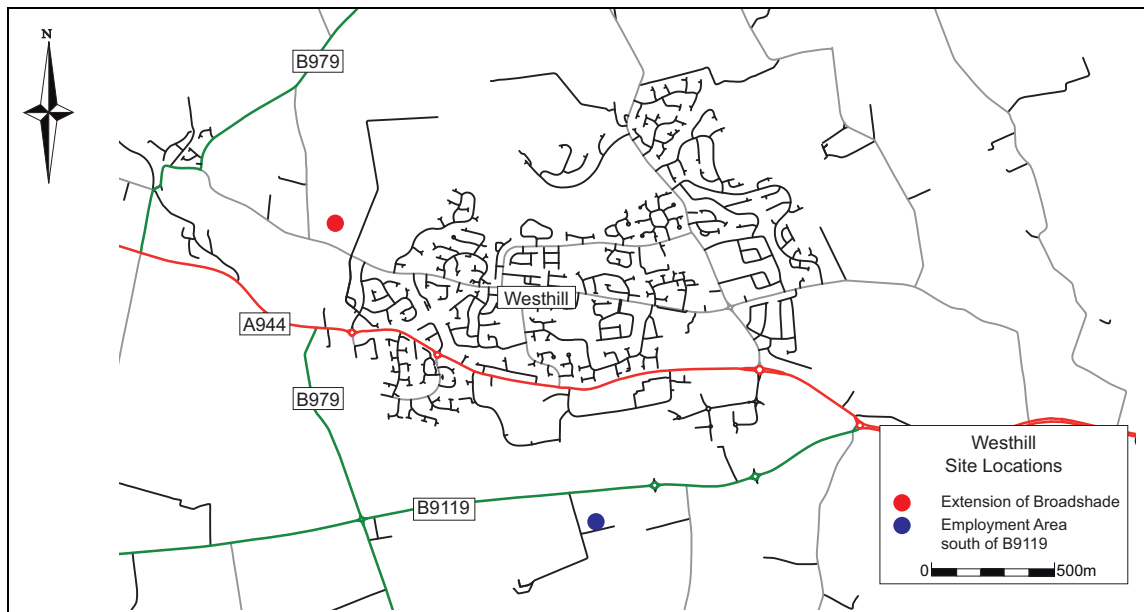 N
B979
Westhill
A944
B979
B9119
Westhill
Site Locations
Extension of Broadshade
Employment Area
south of B9119
0 500m